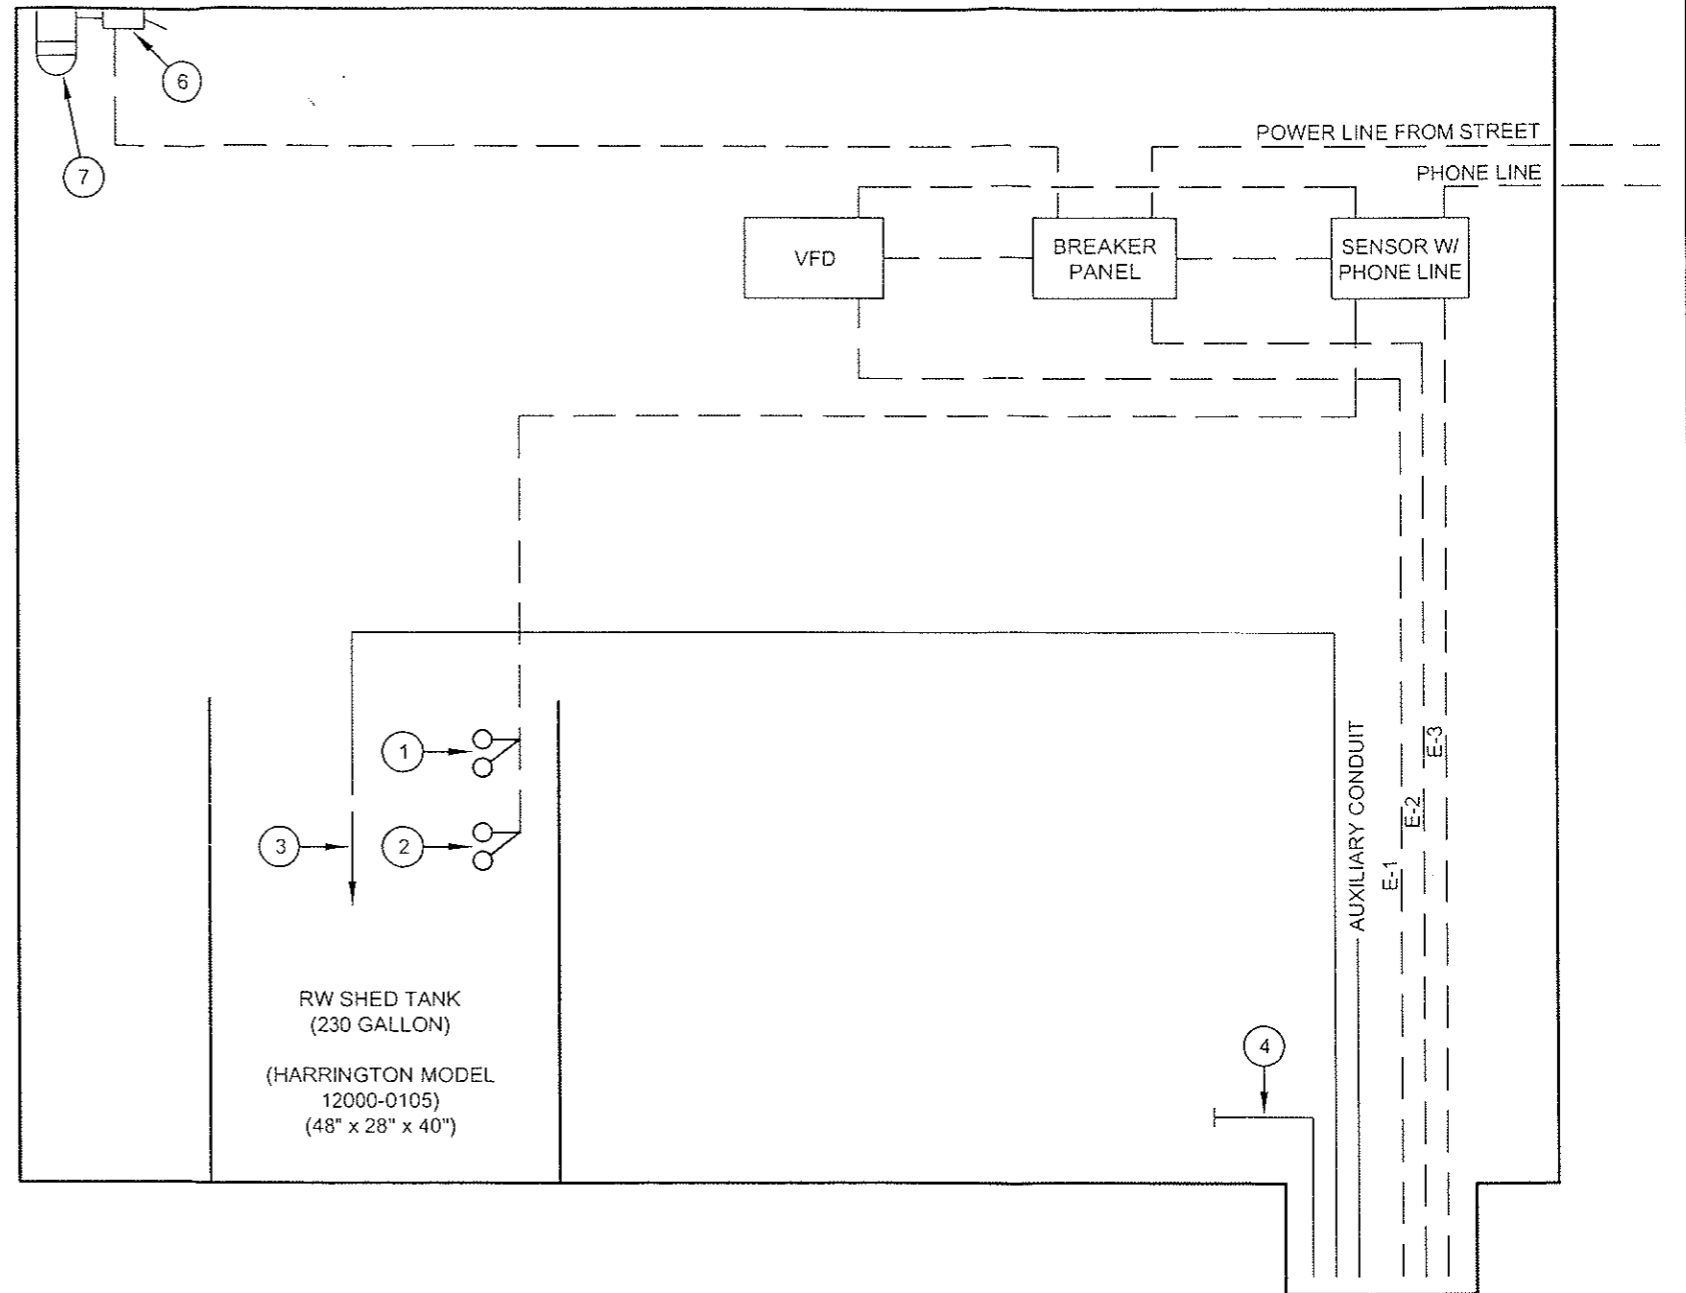 6
7
POWER LINE FROM STREET
PHONE LINE
VFD
BREAKER
PANEL
SENSOR W/
PHONE LINE
1
2
3
AUXILIARY CONDUIT
E-1
E-2
E-3
RW SHED TANK
(230 GALLON)
(HARRINGTON MODEL
12000-0105)
(48" x 28" x 40")
4